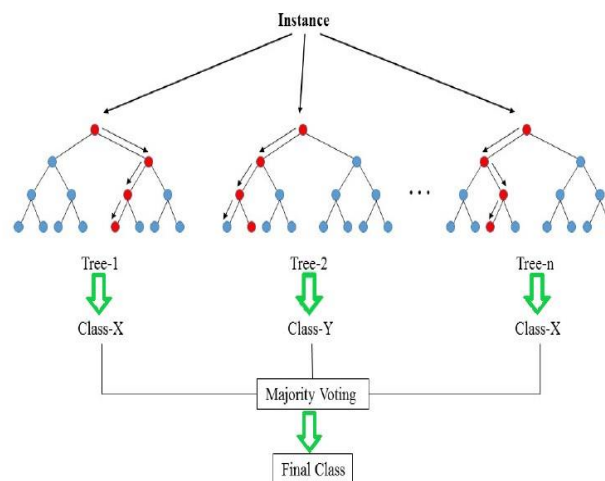 Instance
Tree-1
Tree-2
Tree-n
Class-X
Class-Y
Class-X
Majority Voting
Final Class